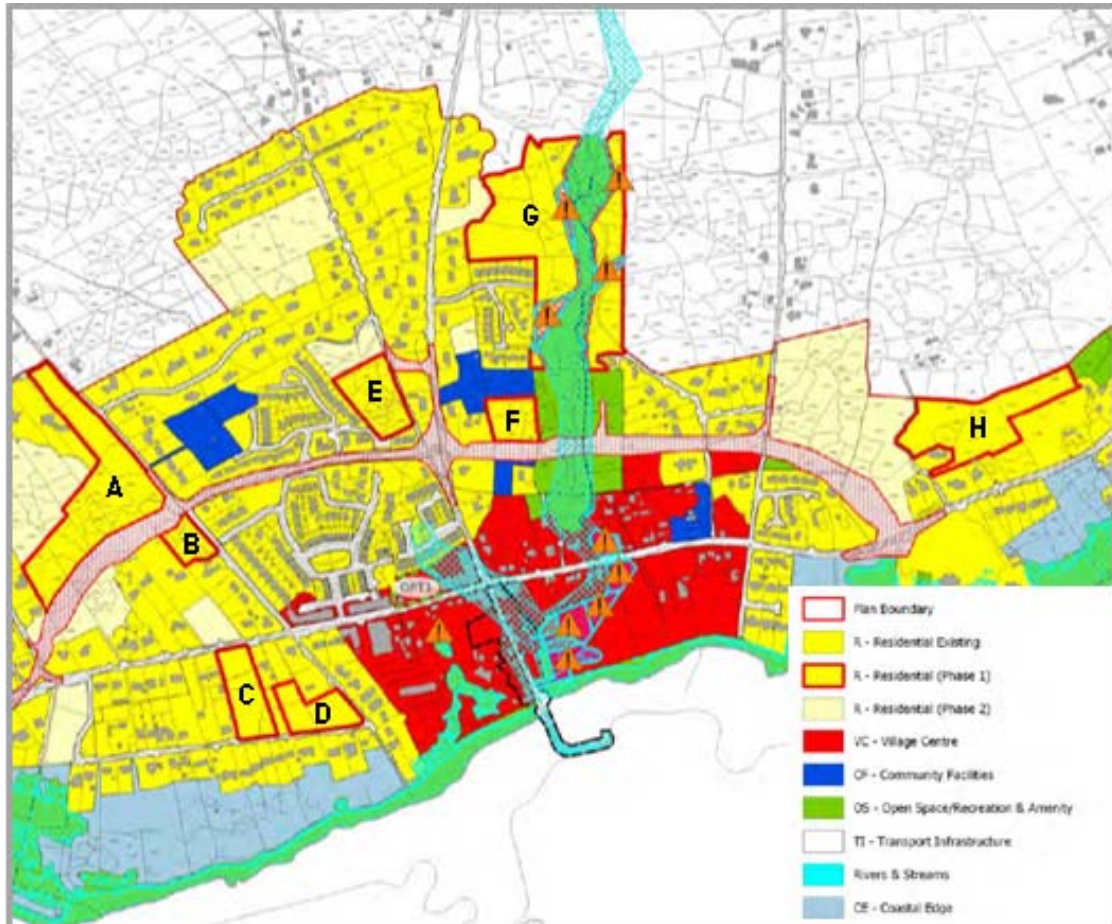 G
E
F
A
H
B
OPT1
C
D
Plan Boundary
R - Residential Existing
R - Residential (Phase 1)
R - Residential (Phase 2)
VC - Village Centre
CF - Community Facilities
OS - Open Space/Recreation & Amenity
TI - Transport Infrastructure
Rivers & Streams
CE - Coastal Edge